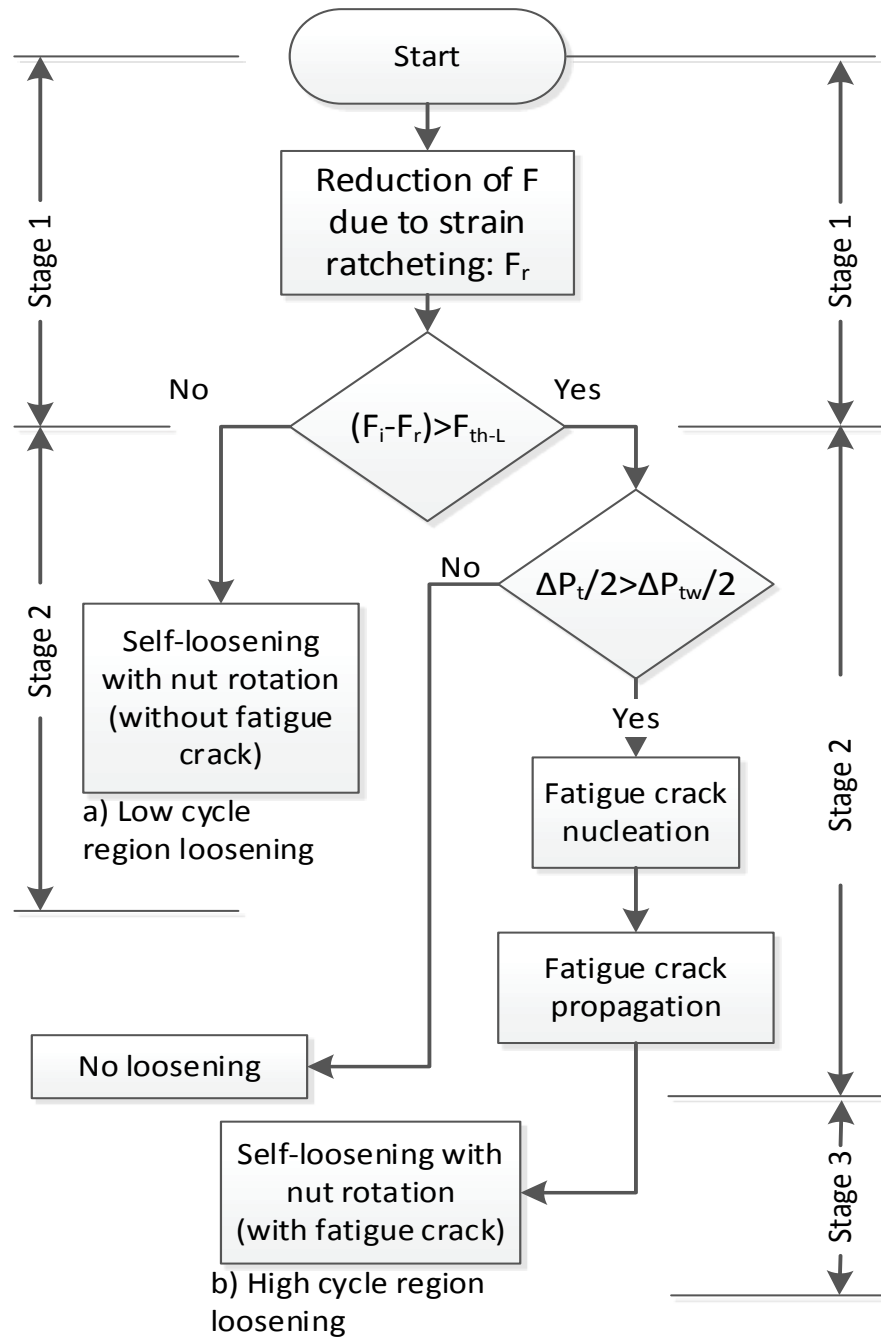 Start
Stage 1
Stage 1
Reduction of F
due to strain
ratcheting: Fᵣ
No
Yes
(Fᵢ-Fᵣ)>Fₜₕ₋L
Stage 2
Stage 2
No
ΔPₜ/2>ΔPtw/2
Yes
Self-loosening
with nut rotation
(without fatigue
crack)
a) Low cycle
region loosening
Fatigue crack
nucleation
Fatigue crack
propagation
No loosening
Self-loosening with
nut rotation
(with fatigue crack)
b) High cycle region
loosening
Stage 3